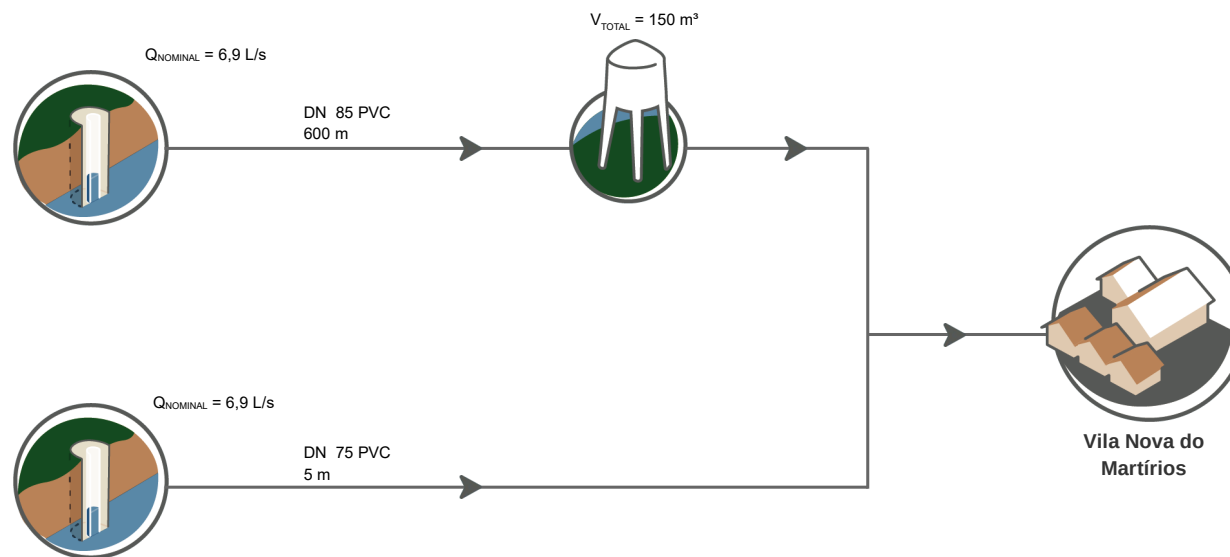 V_TOTAL = 150 m³
Q_NOMINAL = 6,9 L/s
DN 85 PVC
600 m
Q_NOMINAL = 6,9 L/s
DN 75 PVC
5 m
Vila Nova do
Martírios